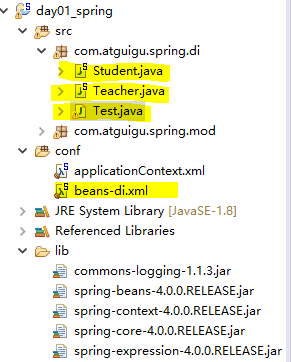 day01_spring
src
com.atguigu.spring.di
Student.java
Teacher.java
Test.java
com.atguigu.spring.mod
conf
applicationContext.xml
beans-di.xml
JRE System Library [JavaSE-1.8]
Referenced Libraries
lib
commons-logging-1.1.3.jar
spring-beans-4.0.0.RELEASE.jar
spring-context-4.0.0.RELEASE.jar
spring-core-4.0.0.RELEASE.jar
spring-expression-4.0.0.RELEASE.jar